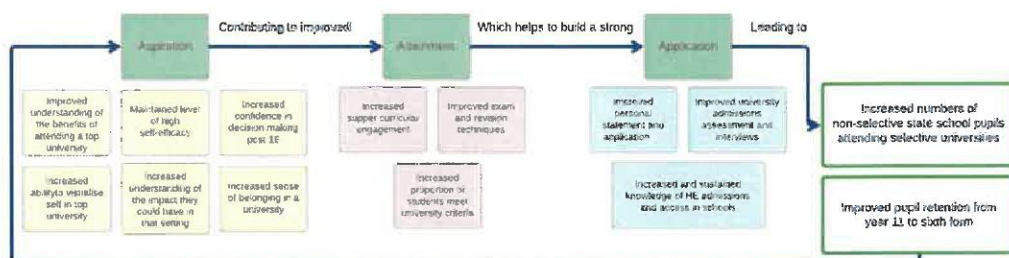 Aspiration
Contributing to improved!
Attainment
Which helps to build a strong
Application
Leading to
Improved
understanding of
the benefits of
attending a top
university
Maintained level
of high
self-efficacy
Increased
confidence in
decision making
post 16
Increased
ability to visualise
self in top
university
Increased
understanding of
the impact they
could have in
that setting
Increased sense
of belonging in a
university
Increased
supper curricular
engagement
Improved exam
and revision
techniques
Increased
proportion of
students meet
university criteria
Improved
personal
statement and
application
Improved university
admissions
assessment and
interviews
Increased and sustained
knowledge of HE admissions
and access in schools
Increased numbers of
non-selective state school pupils
attending selective universities
Improved pupil retention from
year 11 to sixth form